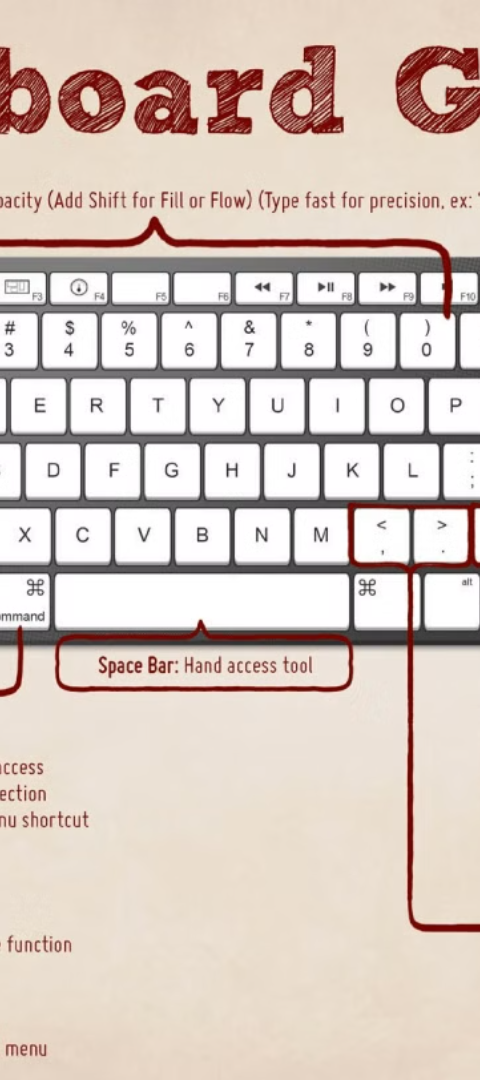 board G
pacity (Add Shift for Fill or Flow) (Type fast for precision, ex:
F3 F4 F5 F6 F7 F8 F9 F10
# $ % ^ & * ( )
3 4 5 6 7 8 9 0
E R T Y U I O P
D F G H J K L : ;
X C V B N M < , > .
⌘ ⌘ alt
mmand
Space Bar: Hand access tool
access
ection
nu shortcut
function
menu